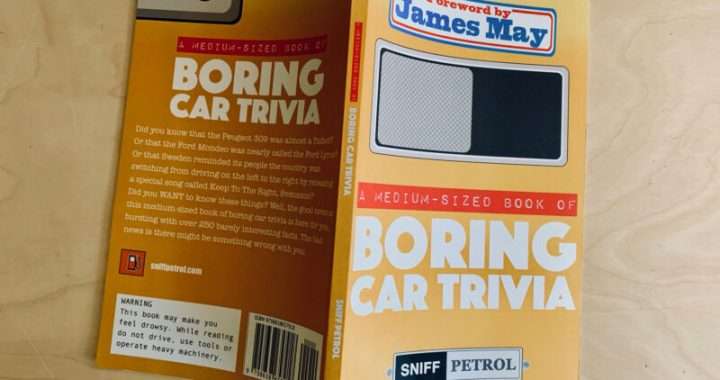 A MEDIUM-SIZED BOOK OF
BORING
CAR TRIVIA
Did you know that the Peugeot 309 was almost a Talbot?
Or that the Ford Mondeo was nearly called the Ford Lyrus?
Or that Sweden reminded its people the country was
switching from driving on the left to the right by releasing
a special song called Keep To The Right, Svensson?
Did you WANT to know these things? Well, the good news is
this medium-sized book of boring car trivia is here for you,
bursting with over 250 barely interesting facts. The bad
news is there might be something wrong with you.
sniffpetrol.com
WARNING
This book may make you
feel drowsy. While reading
do not drive, use tools or
operate heavy machinery.
ISBN
A MEDIUM-SIZED BOOK OF
BORING CAR TRIVIA
SNIFF PETROL
Foreword by
James May
A MEDIUM-SIZED BOOK OF
BORING
CAR TRIVIA
SNIFF PETROL